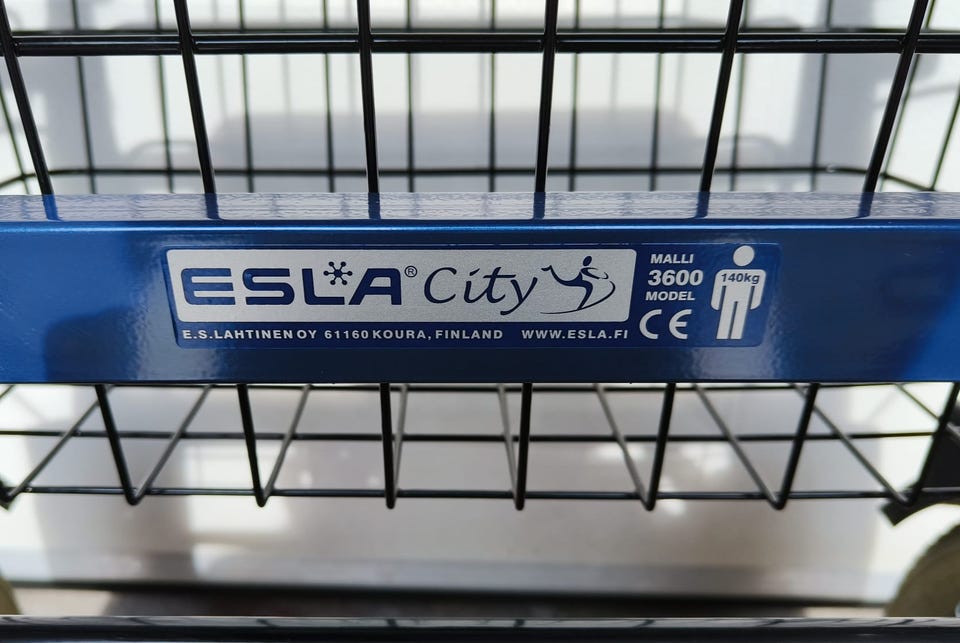 ESLA® City
E.S.LAHTINEN OY 61160 KOURA, FINLAND WWW.ESLA.FI
MALLI
3600
MODEL
CE
140kg